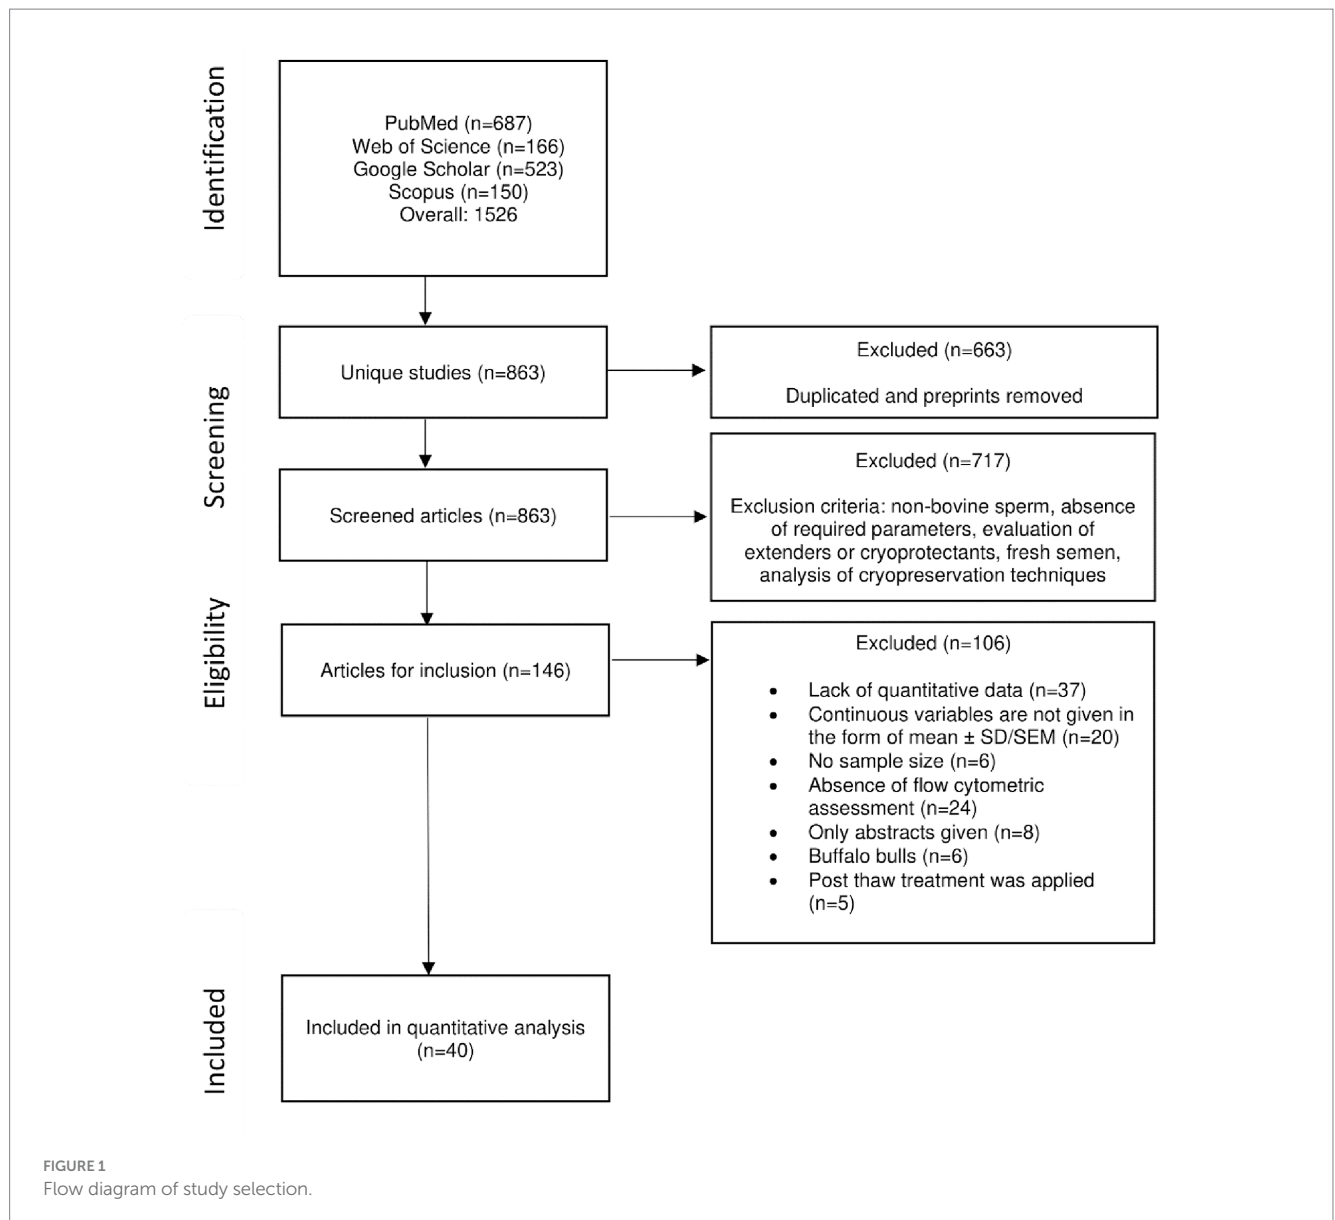 Identification
PubMed (n=687)
Web of Science (n=166)
Google Scholar (n=523)
Scopus (n=150)
Overall: 1526
Screening
Unique studies (n=863)
Excluded (n=663)
Duplicated and preprints removed
Screened articles (n=863)
Excluded (n=717)
Exclusion criteria: non-bovine sperm, absence
of required parameters, evaluation of
extenders or cryoprotectants, fresh semen,
analysis of cryopreservation techniques
Eligibility
Articles for inclusion (n=146)
Excluded (n=106)
• Lack of quantitative data (n=37)
• Continuous variables are not given in
the form of mean ± SD/SEM (n=20)
• No sample size (n=6)
• Absence of flow cytometric
assessment (n=24)
• Only abstracts given (n=8)
• Buffalo bulls (n=6)
• Post thaw treatment was applied
(n=5)
Included
Included in quantitative analysis
(n=40)
FIGURE 1
Flow diagram of study selection.